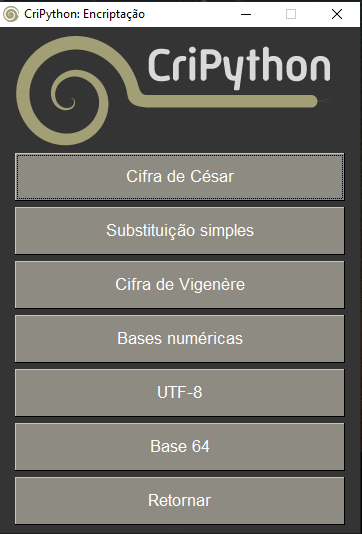 CriPython: Encriptação
CriPython
Cifra de César
Substituição simples
Cifra de Vigenère
Bases numéricas
UTF-8
Base 64
Retornar